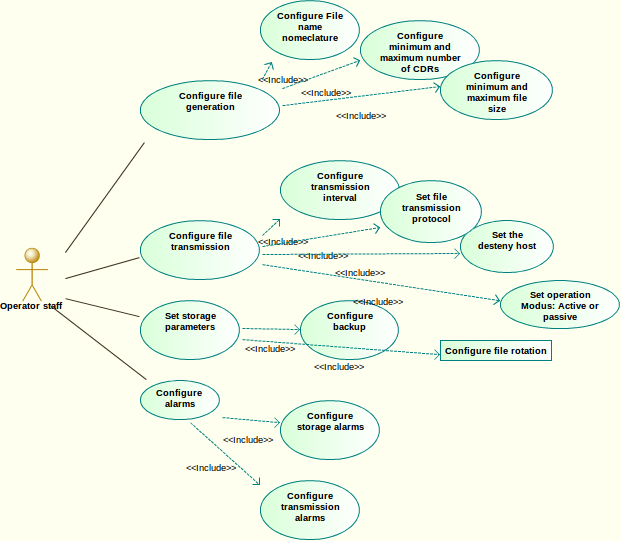 Configure File
name
nomeclature
Configure
minimum and
maximum number
of CDRs
<<Include>>
Configure
minimum and
maximum file
size
Configure file
generation
<<Include>>
<<Include>>
Configure
transmission
interval
Set file
transmission
protocol
Set the
desteny host
Configure file
transmission
<<Include>>
<<Include>>
<<Include>>
Set operation
Modus: Active or
passive
<<Include>>
Operator staff
Set storage
parameters
Configure
backup
<<Include>>
Configure file rotation
<<Include>>
Configure
alarms
Configure
storage alarms
<<Include>>
<<Include>>
Configure
transmission
alarms